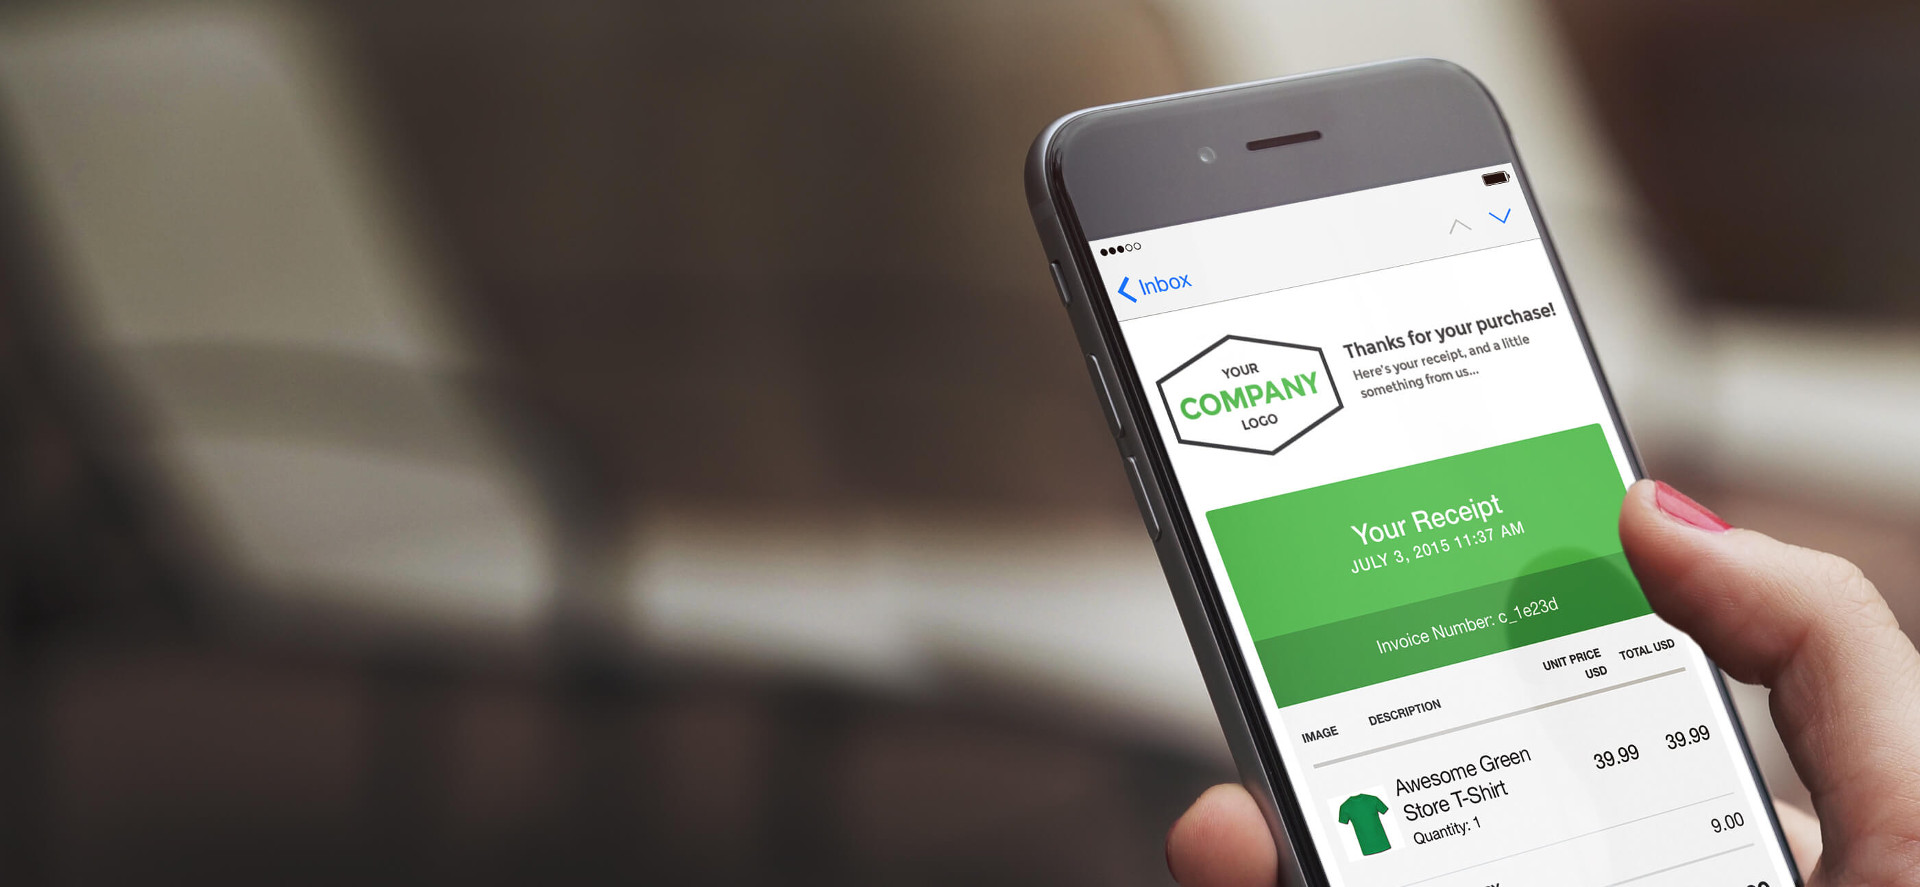 Inbox
YOUR
COMPANY
LOGO
Thanks for your purchase!
Here's your receipt, and a little
something from us...
Your Receipt
JULY 3, 2015 11:37 AM
Invoice Number: c_1e23d
IMAGE DESCRIPTION UNIT PRICE USD TOTAL USD
Awesome Green
Store T-Shirt
Quantity: 1
39.99 39.99
9.00